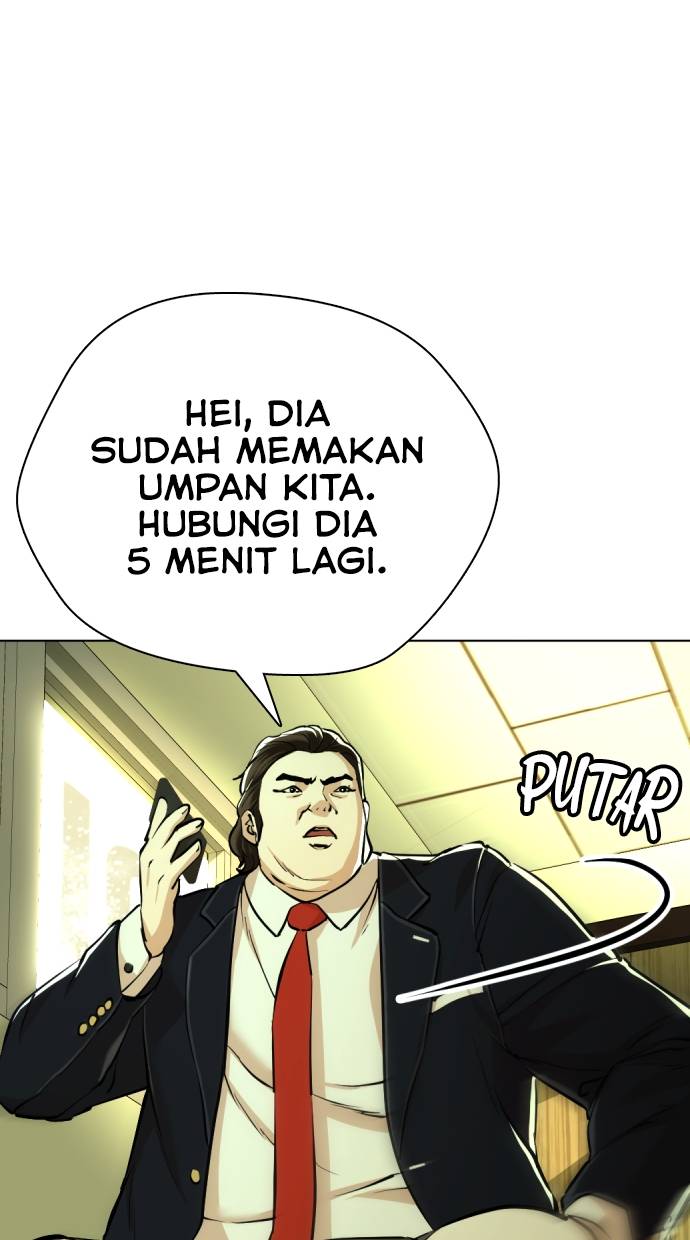 HEI, DIA
SUDAH MEMAKAN
UMPAN KITA.
HUBUNGI DIA
5 MENIT LAGI.
PUTAR